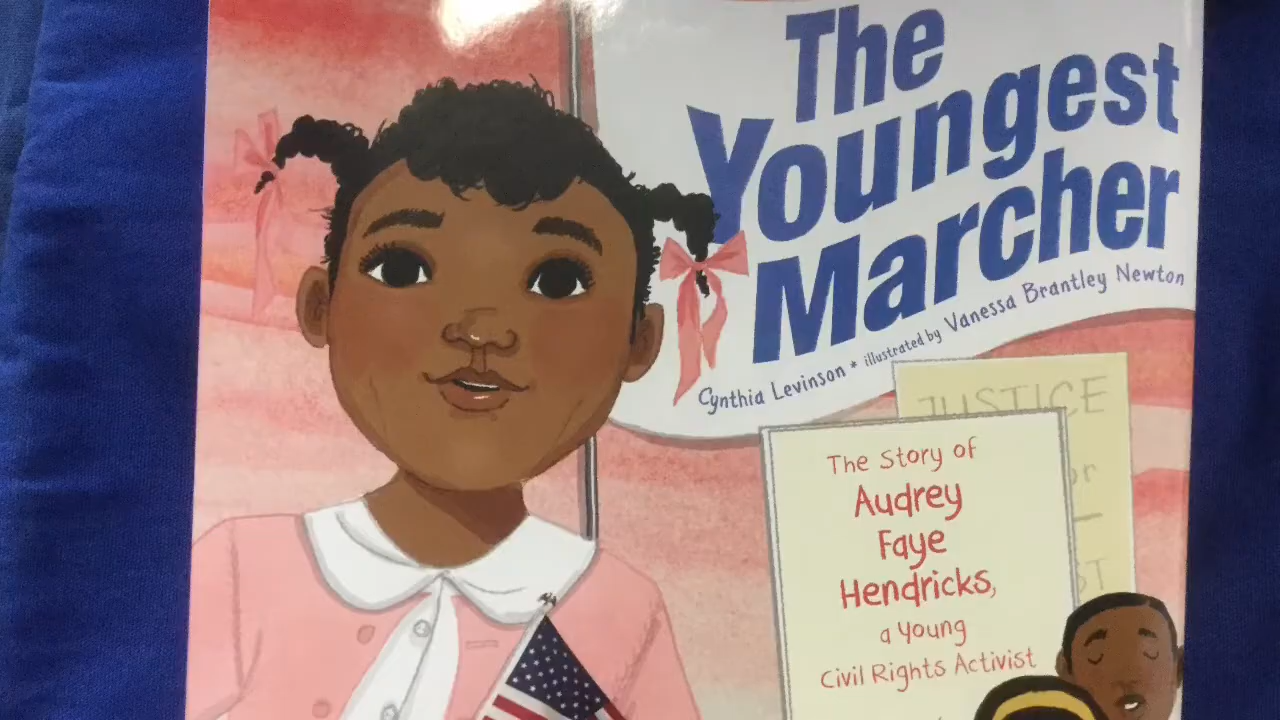 The
Youngest
Marcher
Cynthia Levinson * illustrated by Vanessa Brantley Newton
JUSTICE
The Story of
Audrey
Faye
Hendricks,
a young
Civil Rights Activist